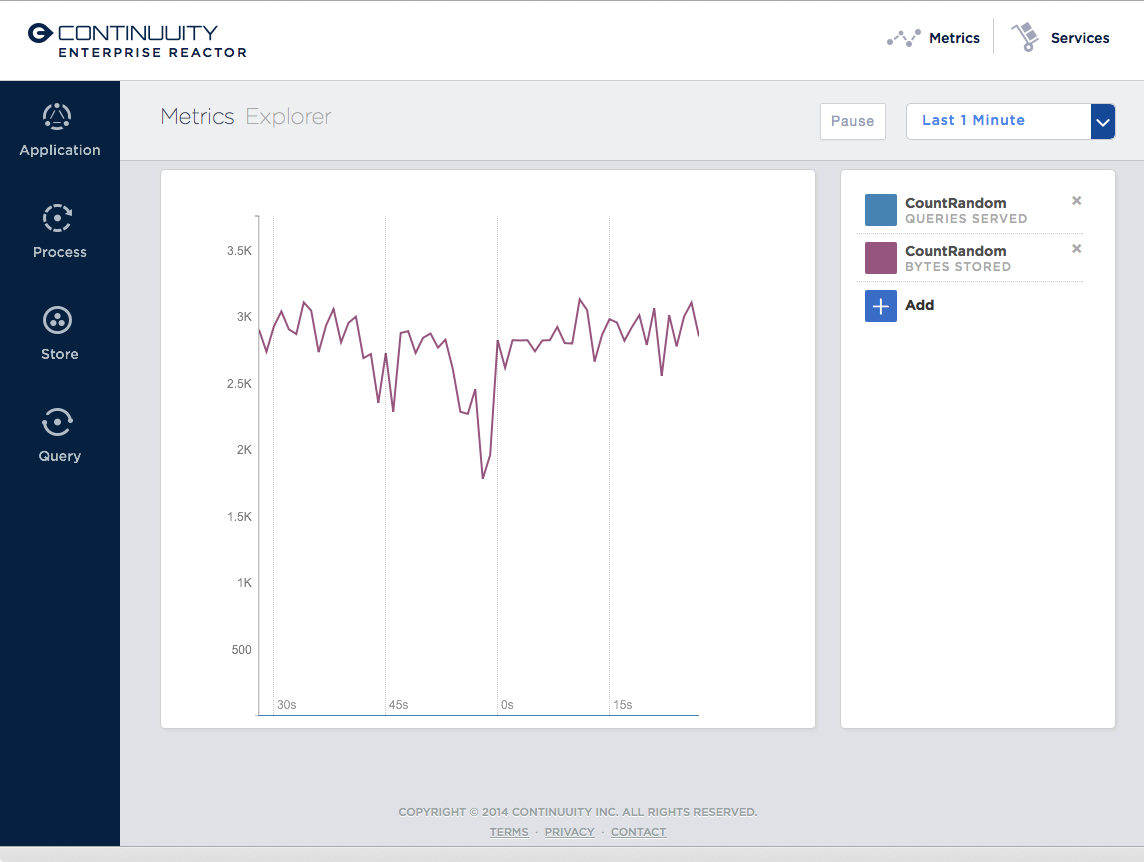 CONTINUUITY
ENTERPRISE REACTOR
Metrics
Services
Application
Process
Store
Query
Metrics Explorer
Pause
Last 1 Minute
3.5K
3K
2.5K
2K
1.5K
1K
500
30s
45s
0s
15s
CountRandom
QUERIES SERVED
CountRandom
BYTES STORED
Add
COPYRIGHT © 2014 CONTINUUITY INC. ALL RIGHTS RESERVED.
TERMS · PRIVACY · CONTACT